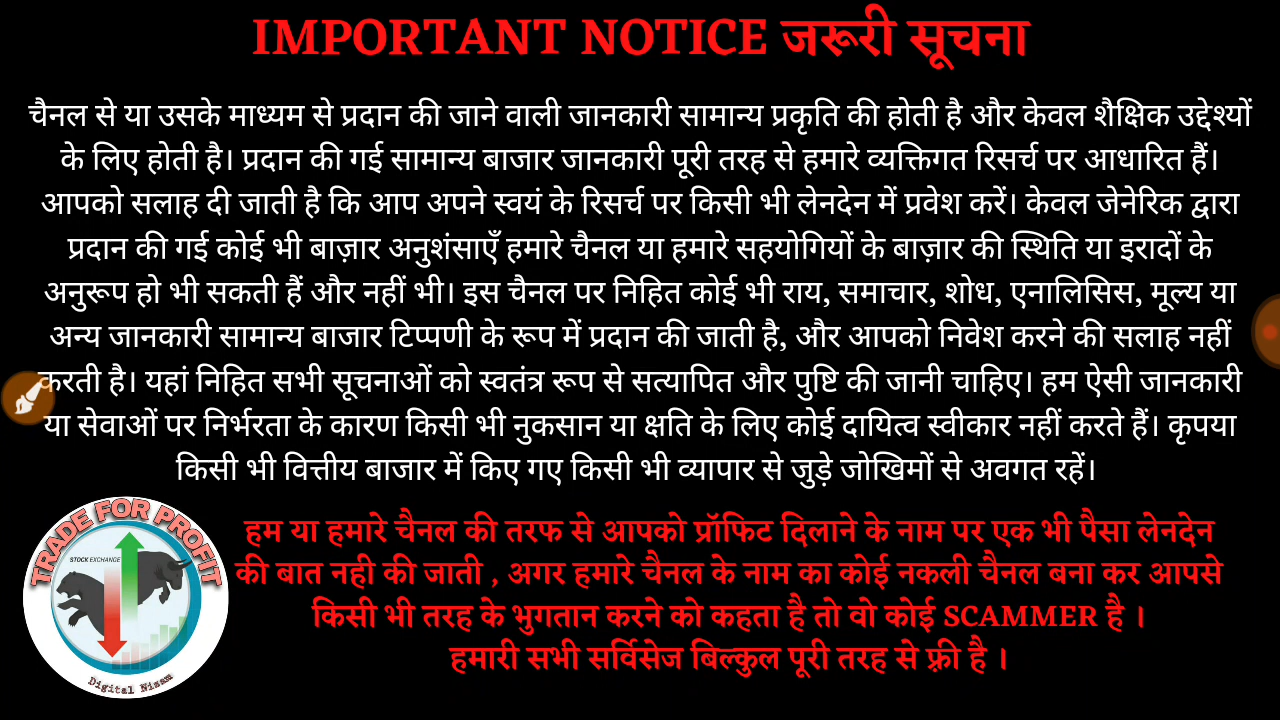 IMPORTANT NOTICE जरूरी सूचना
चैनल से या उसके माध्यम से प्रदान की जाने वाली जानकारी सामान्य प्रकृति की होती है और केवल शैक्षिक उद्देश्यों
के लिए होती है। प्रदान की गई सामान्य बाजार जानकारी पूरी तरह से हमारे व्यक्तिगत रिसर्च पर आधारित हैं।
आपको सलाह दी जाती है कि आप अपने स्वयं के रिसर्च पर किसी भी लेनदेन में प्रवेश करें। केवल जेनेरिक द्वारा
प्रदान की गई कोई भी बाज़ार अनुशंसाएँ हमारे चैनल या हमारे सहयोगियों के बाज़ार की स्थिति या इरादों के
अनुरूप हो भी सकती हैं और नहीं भी। इस चैनल पर निहित कोई भी राय, समाचार, शोध, एनालिसिस, मूल्य या
अन्य जानकारी सामान्य बाजार टिप्पणी के रूप में प्रदान की जाती है, और आपको निवेश करने की सलाह नहीं
करती है। यहां निहित सभी सूचनाओं को स्वतंत्र रूप से सत्यापित और पुष्टि की जानी चाहिए। हम ऐसी जानकारी
या सेवाओं पर निर्भरता के कारण किसी भी नुकसान या क्षति के लिए कोई दायित्व स्वीकार नहीं करते हैं। कृपया
किसी भी वित्तीय बाजार में किए गए किसी भी व्यापार से जुड़े जोखिमों से अवगत रहें।
TRADE FOR PROFIT
STOCK EXCHANGE
Digital Nizam
हम या हमारे चैनल की तरफ से आपको प्रॉफिट दिलाने के नाम पर एक भी पैसा लेनदेन
की बात नही की जाती , अगर हमारे चैनल के नाम का कोई नकली चैनल बना कर आपसे
किसी भी तरह के भुगतान करने को कहता है तो वो कोई SCAMMER है ।
हमारी सभी सर्विसेज बिल्कुल पूरी तरह से फ़्री है ।